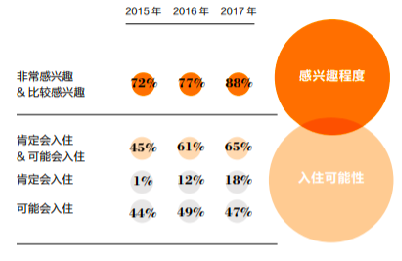 2015年 2016年 2017年
非常感兴趣
& 比较感兴趣
72% 77% 88%
感兴趣程度
肯定会入住
& 可能会入住
45% 61% 65%
肯定会入住
1% 12% 18%
入住可能性
可能会入住
44% 49% 47%